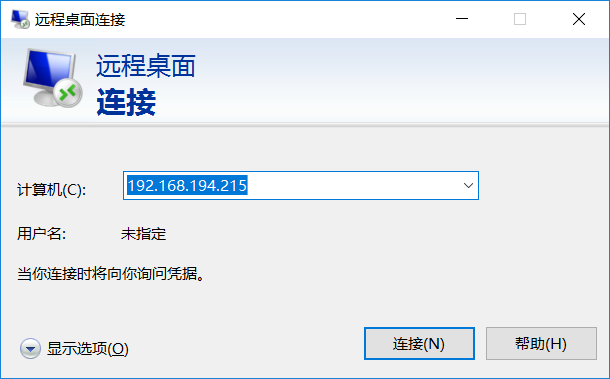 远程桌面连接
远程桌面
连接
计算机(C): 192.168.194.215
用户名: 未指定
当你连接时将向你询问凭据。
显示选项(O) 连接(N) 帮助(H)